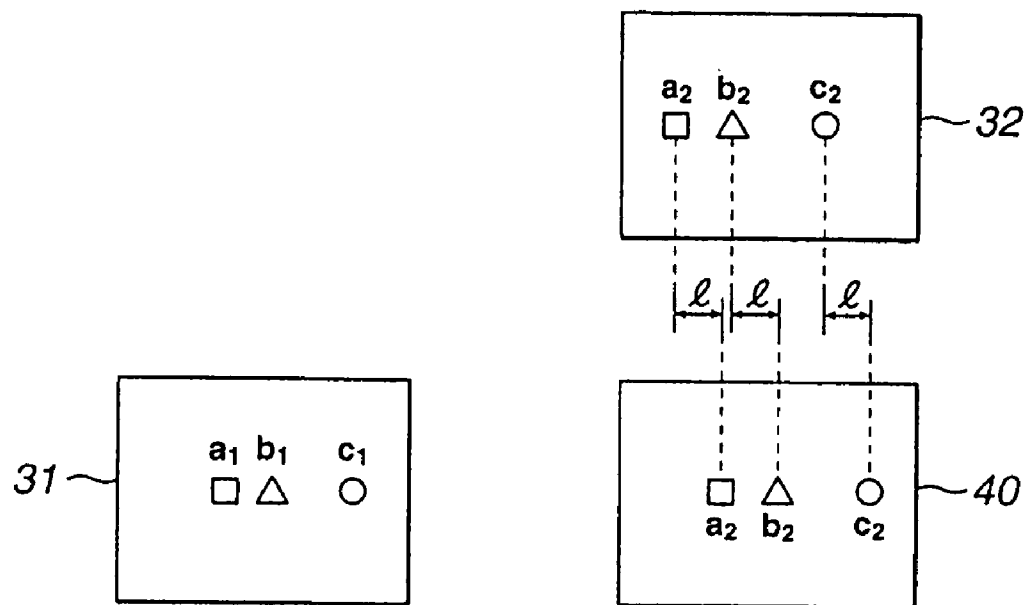 a₂ b₂ c₂
32
ℓ ℓ ℓ
a₁ b₁ c₁
31
40
a₂ b₂ c₂